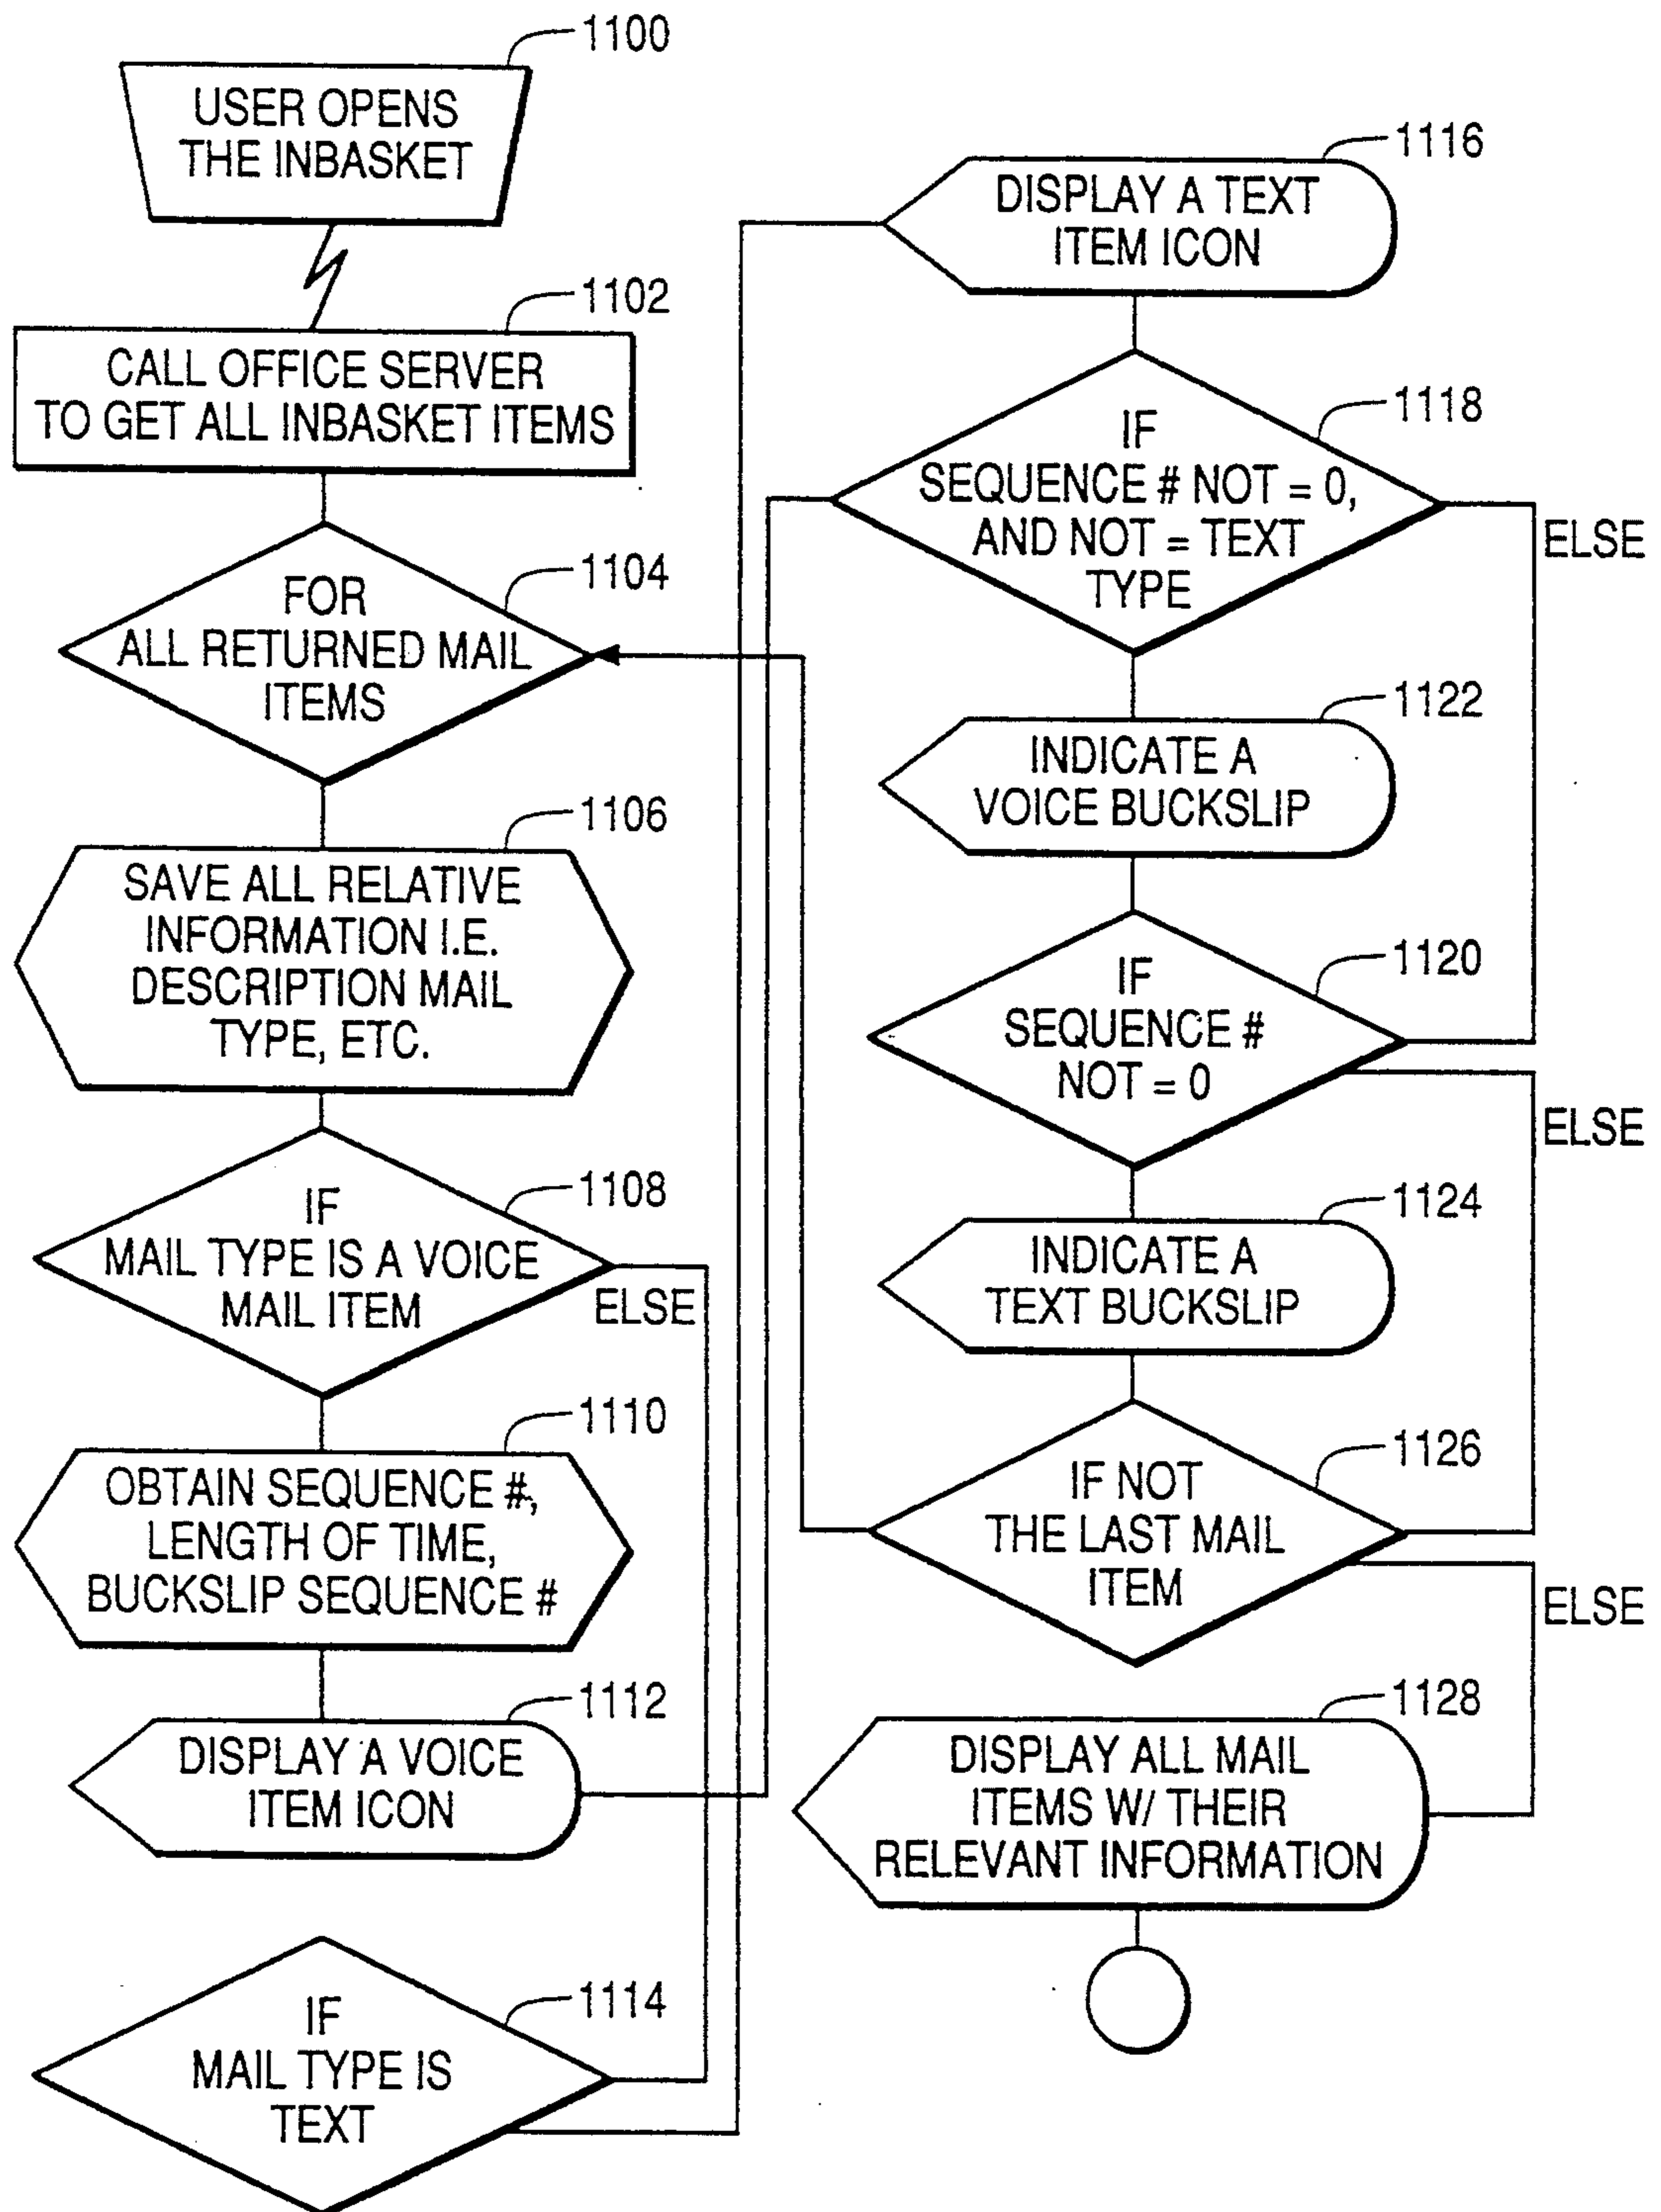 1100
USER OPENS
THE INBASKET
1102
CALL OFFICE SERVER
TO GET ALL INBASKET ITEMS
1104
FOR
ALL RETURNED MAIL
ITEMS
1106
SAVE ALL RELATIVE
INFORMATION I.E.
DESCRIPTION MAIL
TYPE, ETC.
1108
IF
MAIL TYPE IS A VOICE
MAIL ITEM
ELSE
1110
OBTAIN SEQUENCE #,
LENGTH OF TIME,
BUCKSLIP SEQUENCE #
1112
DISPLAY A VOICE
ITEM ICON
1114
IF
MAIL TYPE IS
TEXT
1116
DISPLAY A TEXT
ITEM ICON
1118
IF
SEQUENCE # NOT = 0,
AND NOT = TEXT
TYPE
ELSE
1122
INDICATE A
VOICE BUCKSLIP
1120
IF
SEQUENCE #
NOT = 0
ELSE
1124
INDICATE A
TEXT BUCKSLIP
1126
IF NOT
THE LAST MAIL
ITEM
ELSE
1128
DISPLAY ALL MAIL
ITEMS W/ THEIR
RELEVANT INFORMATION